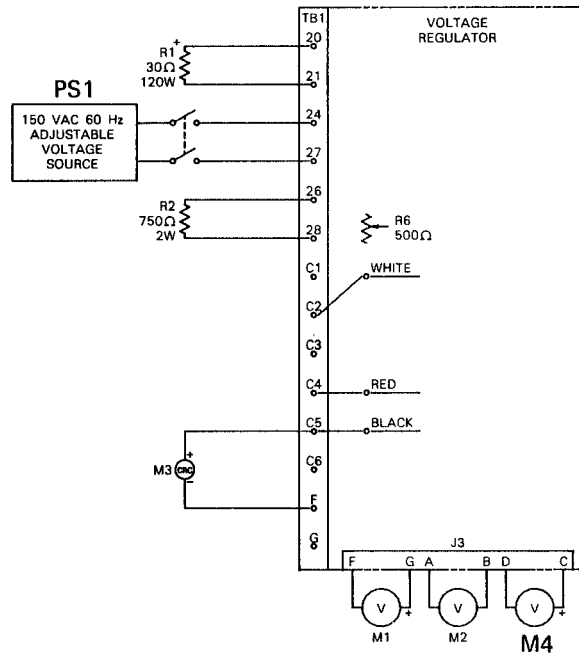 TB1
VOLTAGE
REGULATOR
20
R1
30Ω
120W
+
21
PS1
150 VAC 60 Hz
ADJUSTABLE
VOLTAGE
SOURCE
24
27
26
R2
750Ω
2W
28
R6
500Ω
C1
WHITE
C2
C3
C4
RED
C5
BLACK
+
M3
CRC
−
C6
F
G
J3
F
G
A
B
D
C
V
+
V
V
+
M1
M2
M4